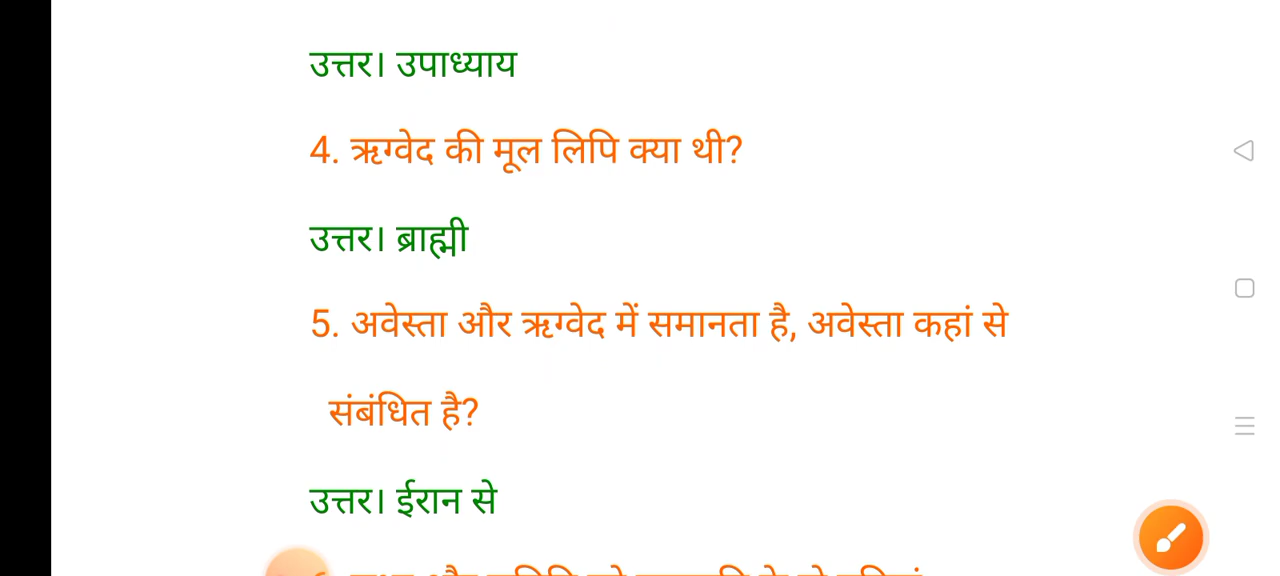 उत्तर। उपाध्याय
4. ऋग्वेद की मूल लिपि क्या थी?
उत्तर। ब्राह्मी
5. अवेस्ता और ऋग्वेद में समानता है, अवेस्ता कहां से
संबंधित है?
उत्तर। ईरान से